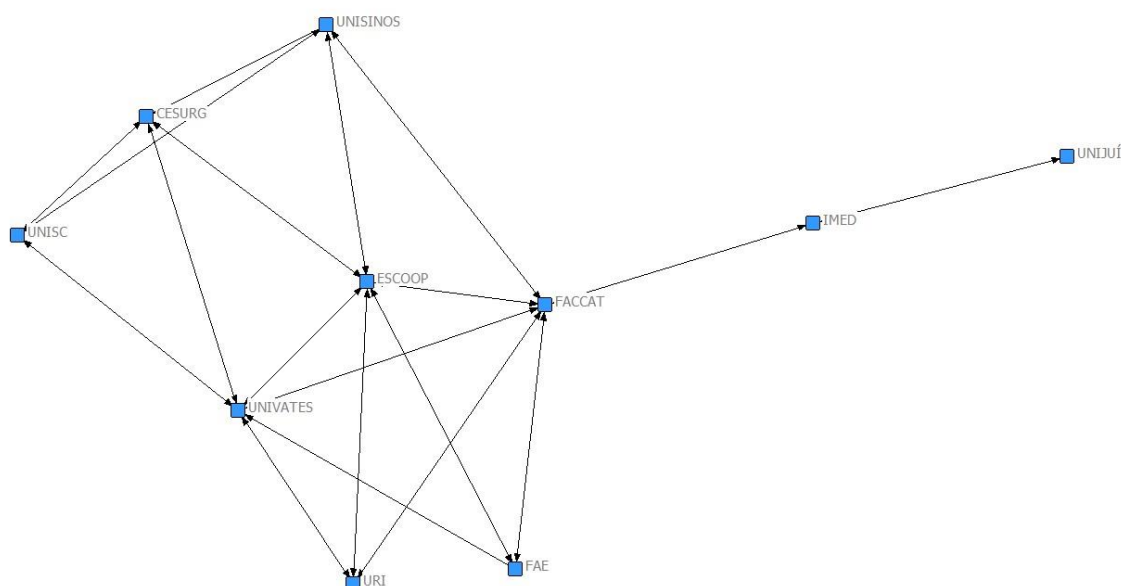 UNISINOS
CESURG
UNIJUÍ
IMED
UNISC
ESCOOP
FACCAT
UNIVATES
FAE
URI